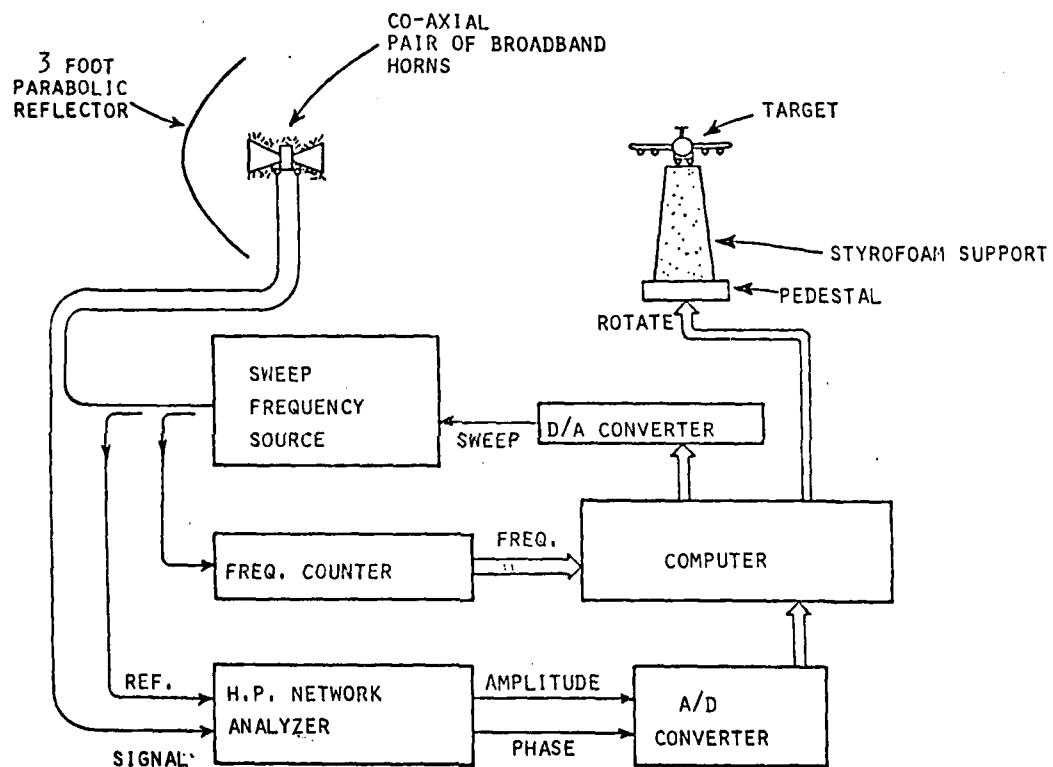 CO-AXIAL
PAIR OF BROADBAND
HORNS
3 FOOT
PARABOLIC
REFLECTOR
TARGET
STYROFOAM SUPPORT
PEDESTAL
ROTATE
SWEEP
FREQUENCY
SOURCE
SWEEP
D/A CONVERTER
FREQ. COUNTER
FREQ.
COMPUTER
REF.
SIGNAL
H.P. NETWORK
ANALYZER
AMPLITUDE
PHASE
A/D
CONVERTER